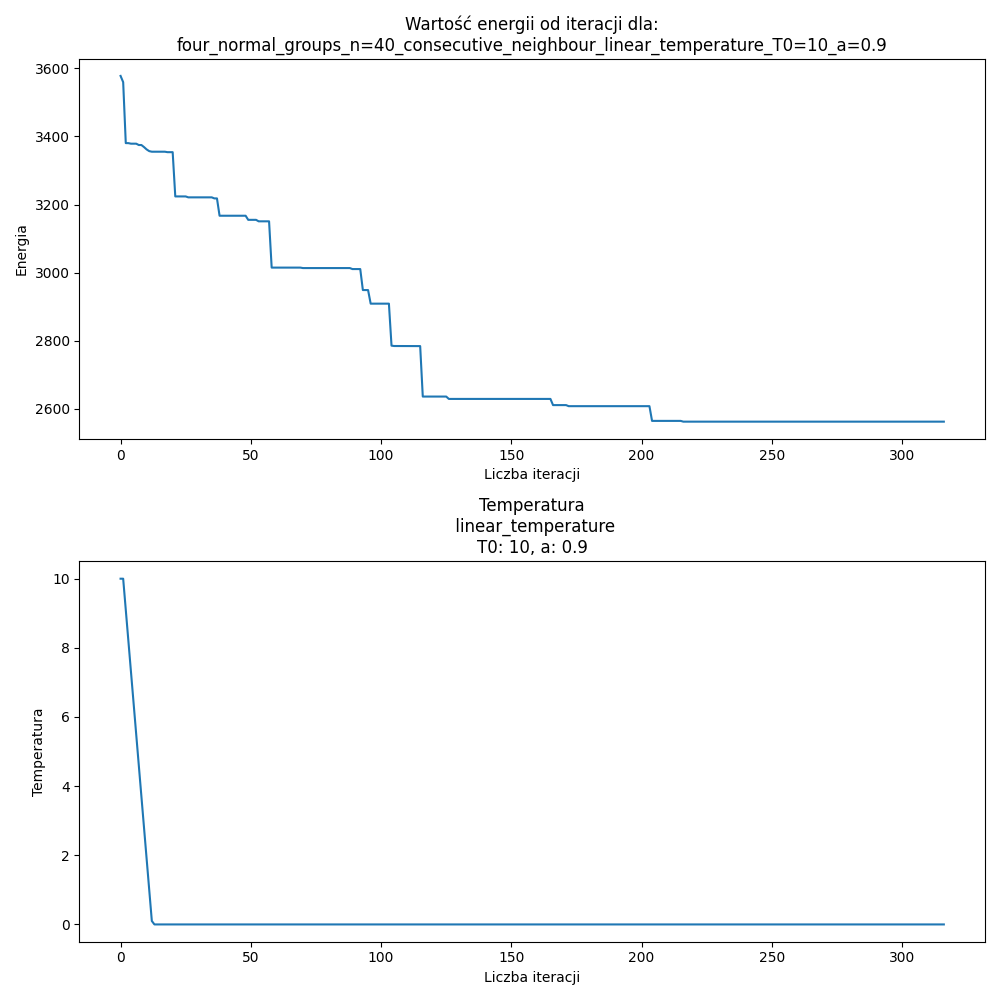 Wartość energii od iteracji dla:
four_normal_groups_n=40_consecutive_neighbour_linear_temperature_T0=10_a=0.9
3600
3400
3200
3000
2800
2600
Energia
0 50 100 150 200 250 300
Liczba iteracji
Temperatura
linear_temperature
T0: 10, a: 0.9
10
8
6
4
2
0
Temperatura
0 50 100 150 200 250 300
Liczba iteracji